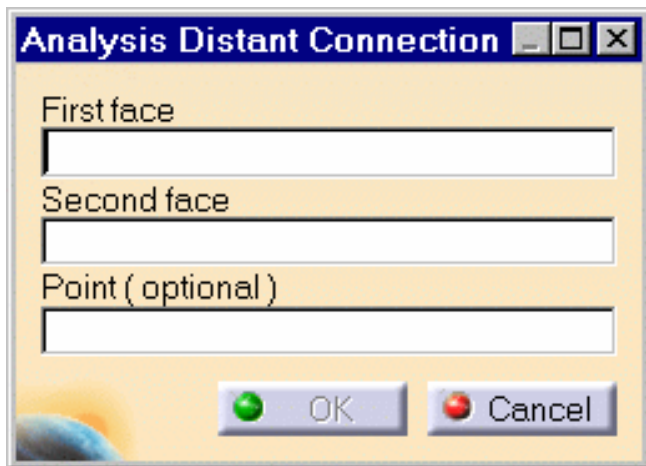 Analysis Distant Connection
First face
Second face
Point ( optional )
OK Cancel